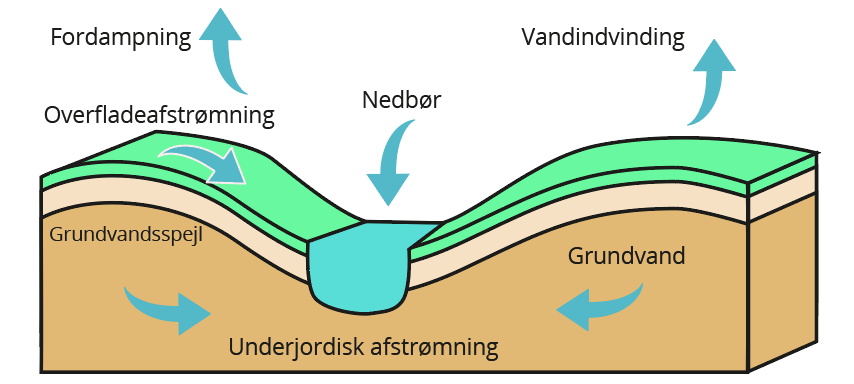 Fordampning
Vandindvinding
Nedbør
Overfladeafstrømning
Grundvandsspejl
Grundvand
Underjordisk afstrømning